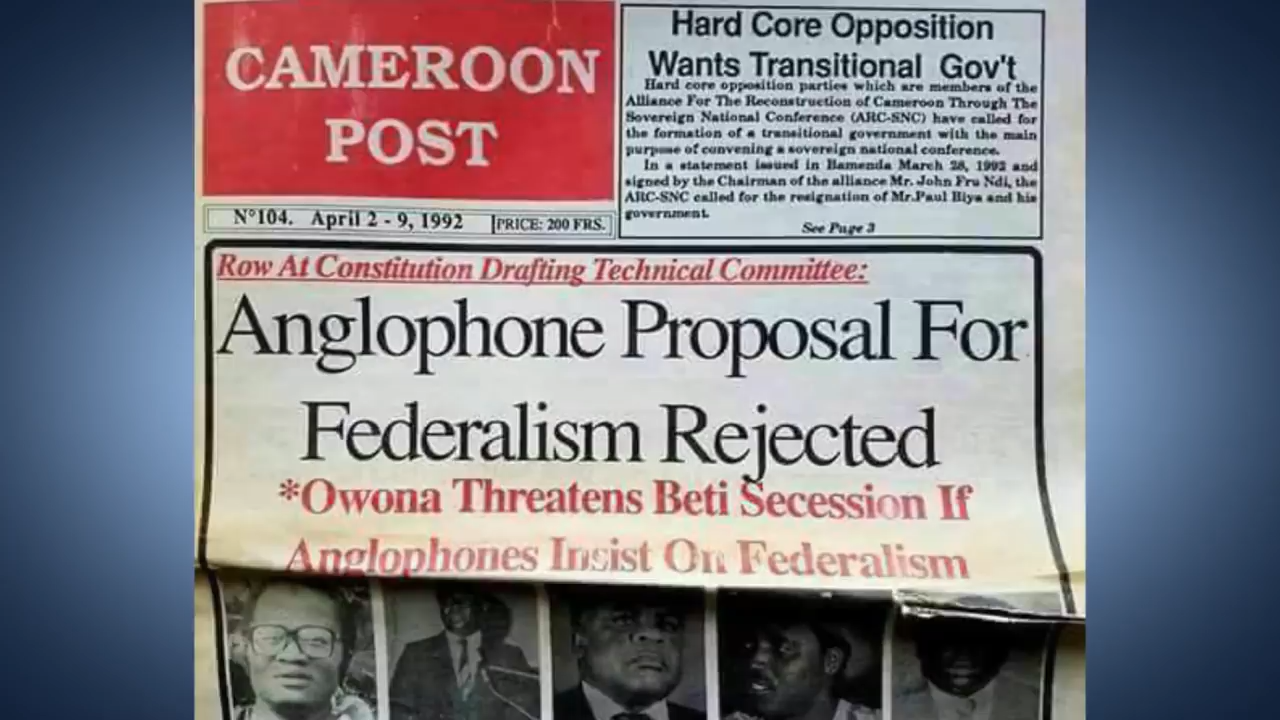 CAMEROON
POST
N°104. April 2 - 9, 1992 PRICE: 200 FRS.
Hard Core Opposition
Wants Transitional Gov't
Hard core opposition parties which are members of the
Alliance For The Reconstruction of Cameroon Through The
Sovereign National Conference (ARC-SNC) have called for
the formation of a transitional government with the main
purpose of convening a sovereign national conference.
In a statement issued in Bamenda March 28, 1992 and
signed by the Chairman of the alliance Mr. John Fru Ndi, the
ARC-SNC called for the resignation of Mr.Paul Biya and his
government.
See Page 3
Row At Constitution Drafting Technical Committee:
Anglophone Proposal For
Federalism Rejected
*Owona Threatens Beti Secession If
Anglophones Insist On Federalism